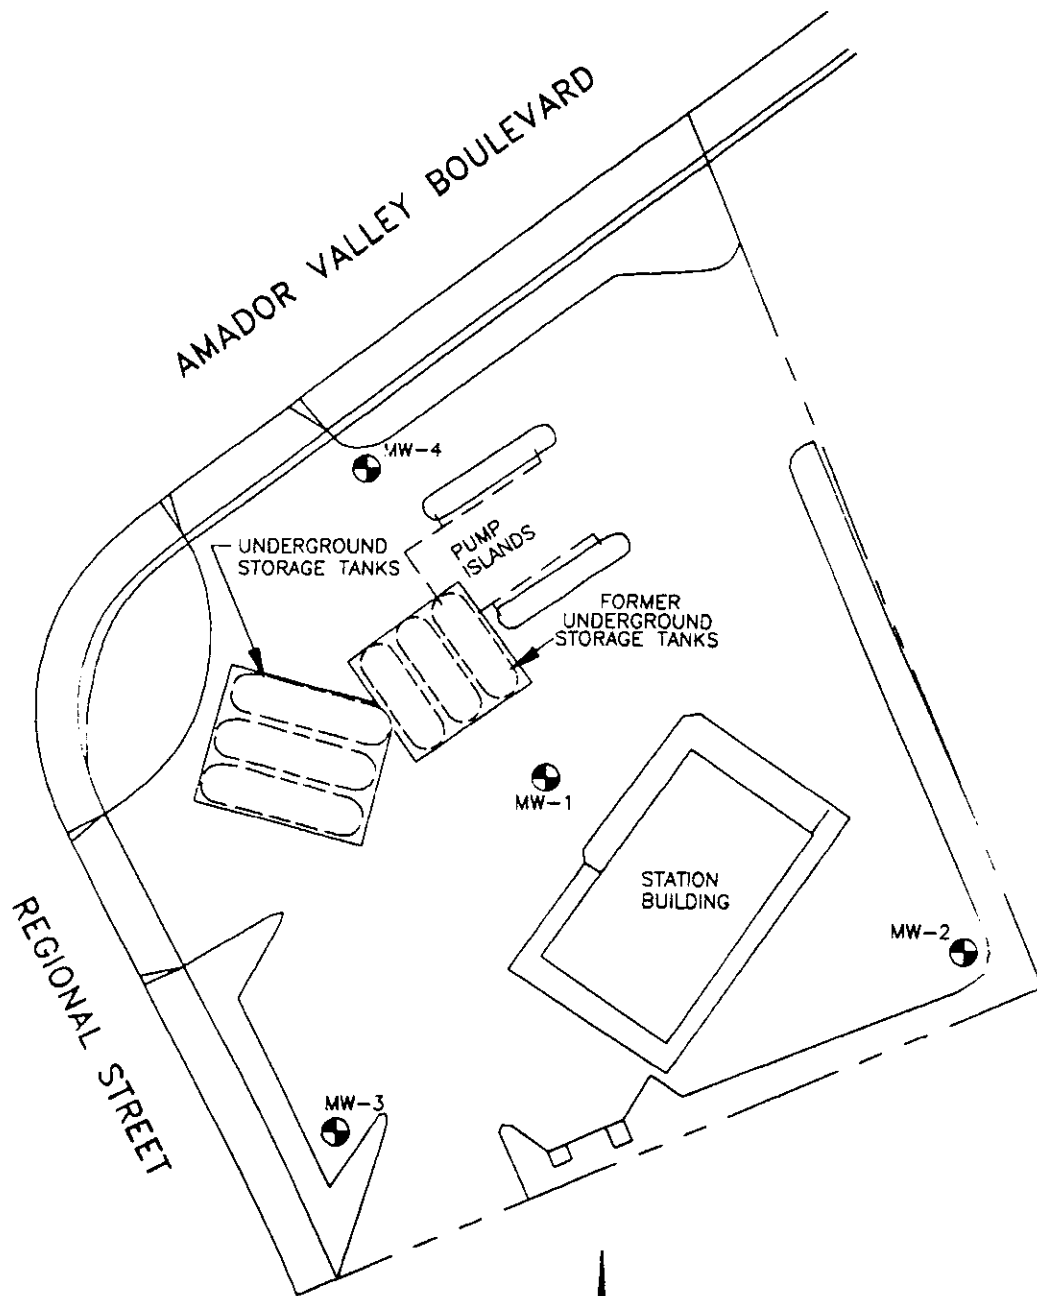 AMADOR VALLEY BOULEVARD
MW-4
UNDERGROUND
STORAGE TANKS
PUMP
ISLANDS
FORMER
UNDERGROUND
STORAGE TANKS
MW-1
STATION
BUILDING
MW-2
REGIONAL STREET
MW-3